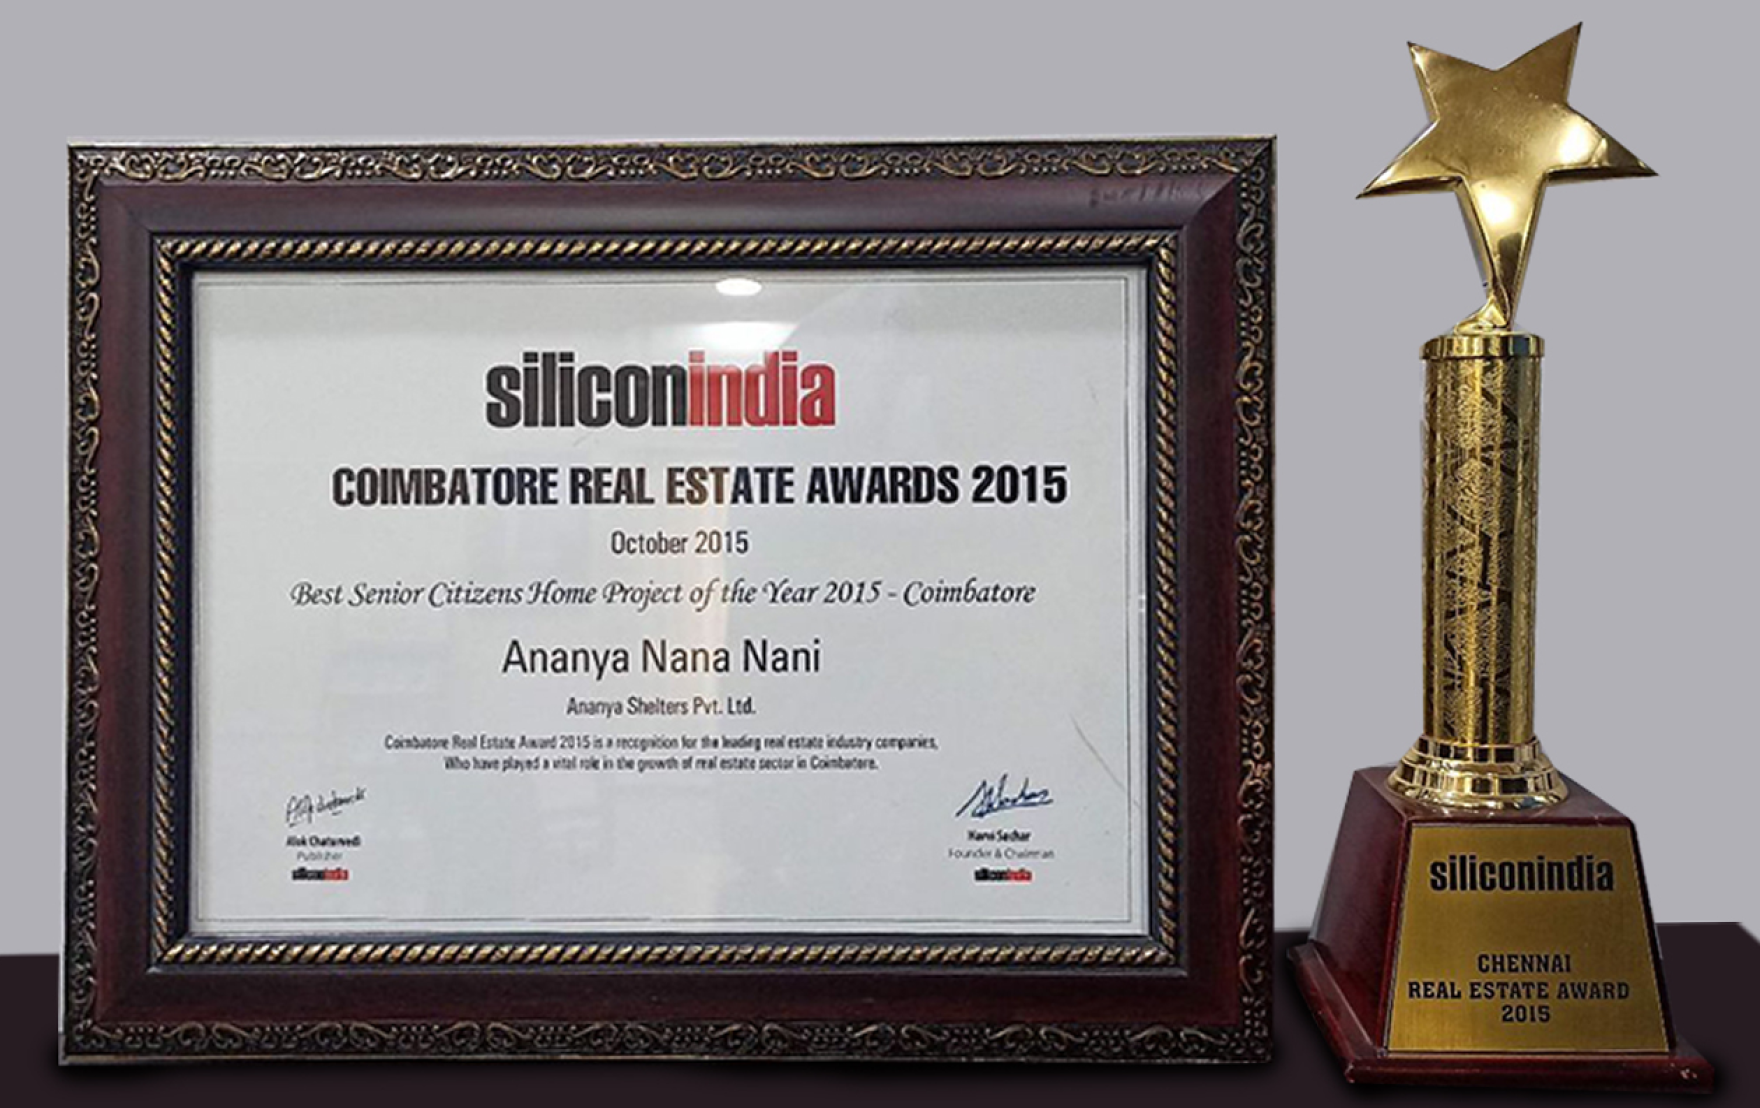 siliconindia
COIMBATORE REAL ESTATE AWARDS 2015
October 2015
Best Senior Citizens Home Project of the Year 2015 - Coimbatore
Ananya Nana Nani
Ananya Shelters Pvt. Ltd.
Coimbatore Real Estate Award 2015 is a recognition for the leading real estate industry companies,
Who have played a vital role in the growth of real estate sector in Coimbatore.
Alok Chaturvedi
Publisher
siliconindia
Harvi Sachar
Founder & Chairman
siliconindia
siliconindia
CHENNAI
REAL ESTATE AWARD
2015